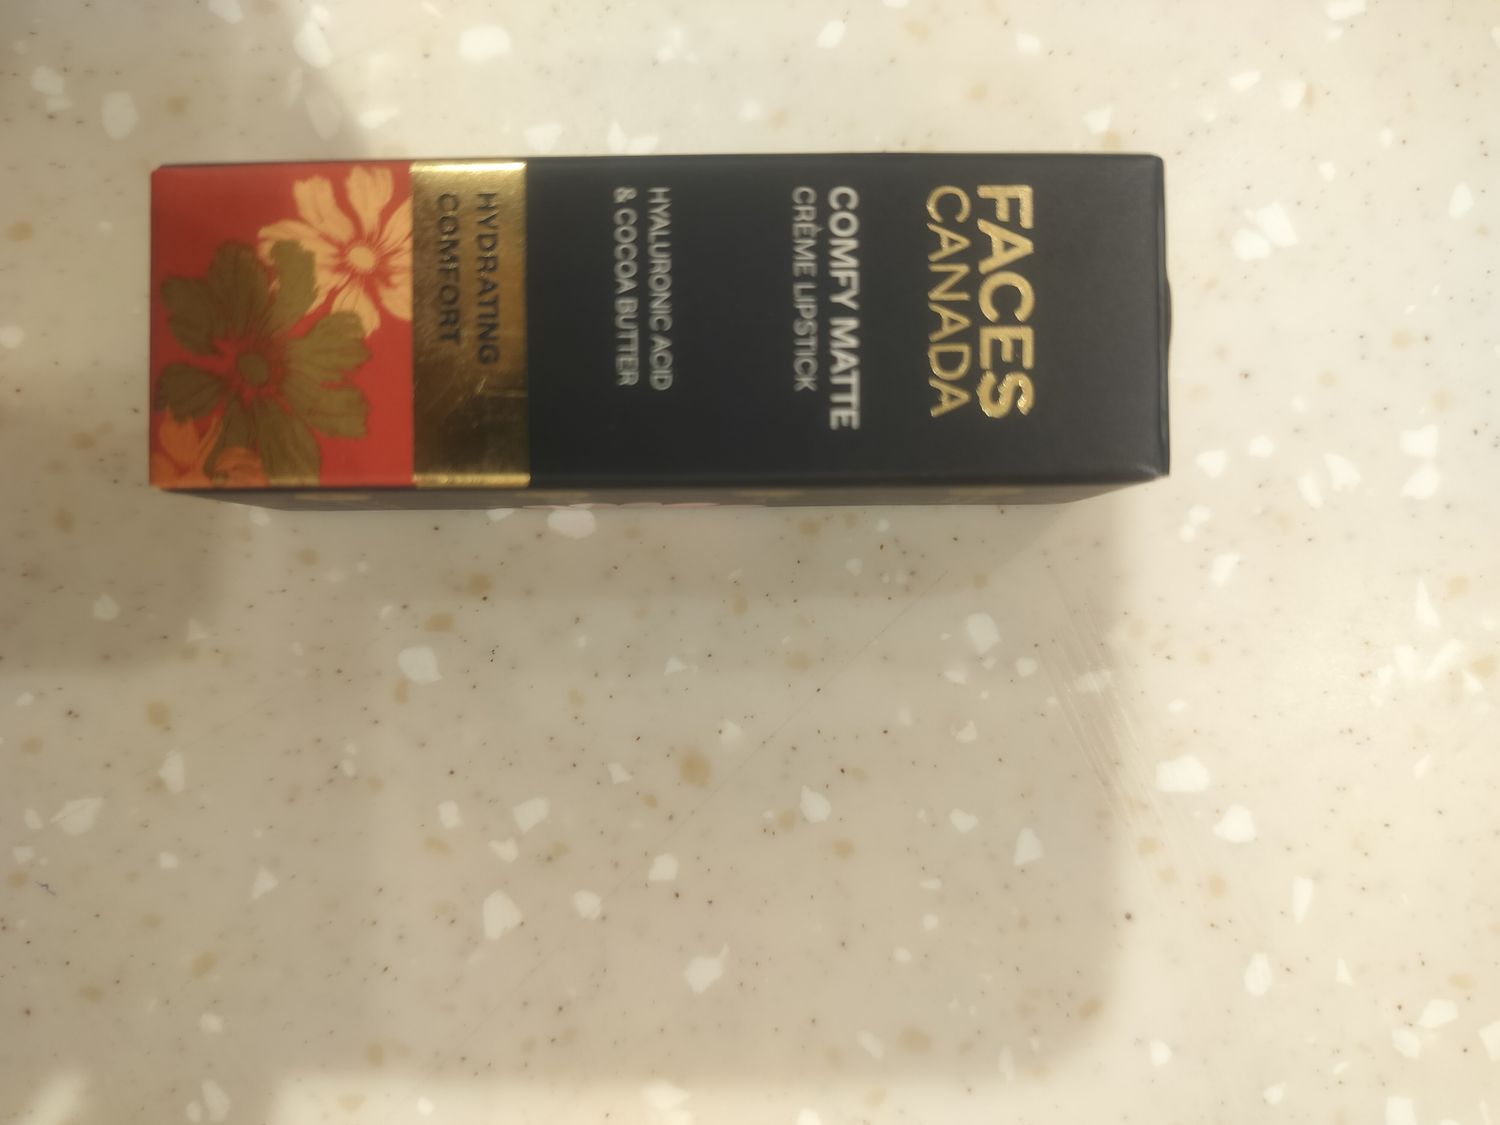 FACES
CANADA
COMFY MATTE
CRÈME LIPSTICK
HYALURONIC ACID
& COCOA BUTTER
HYDRATING
COMFORT